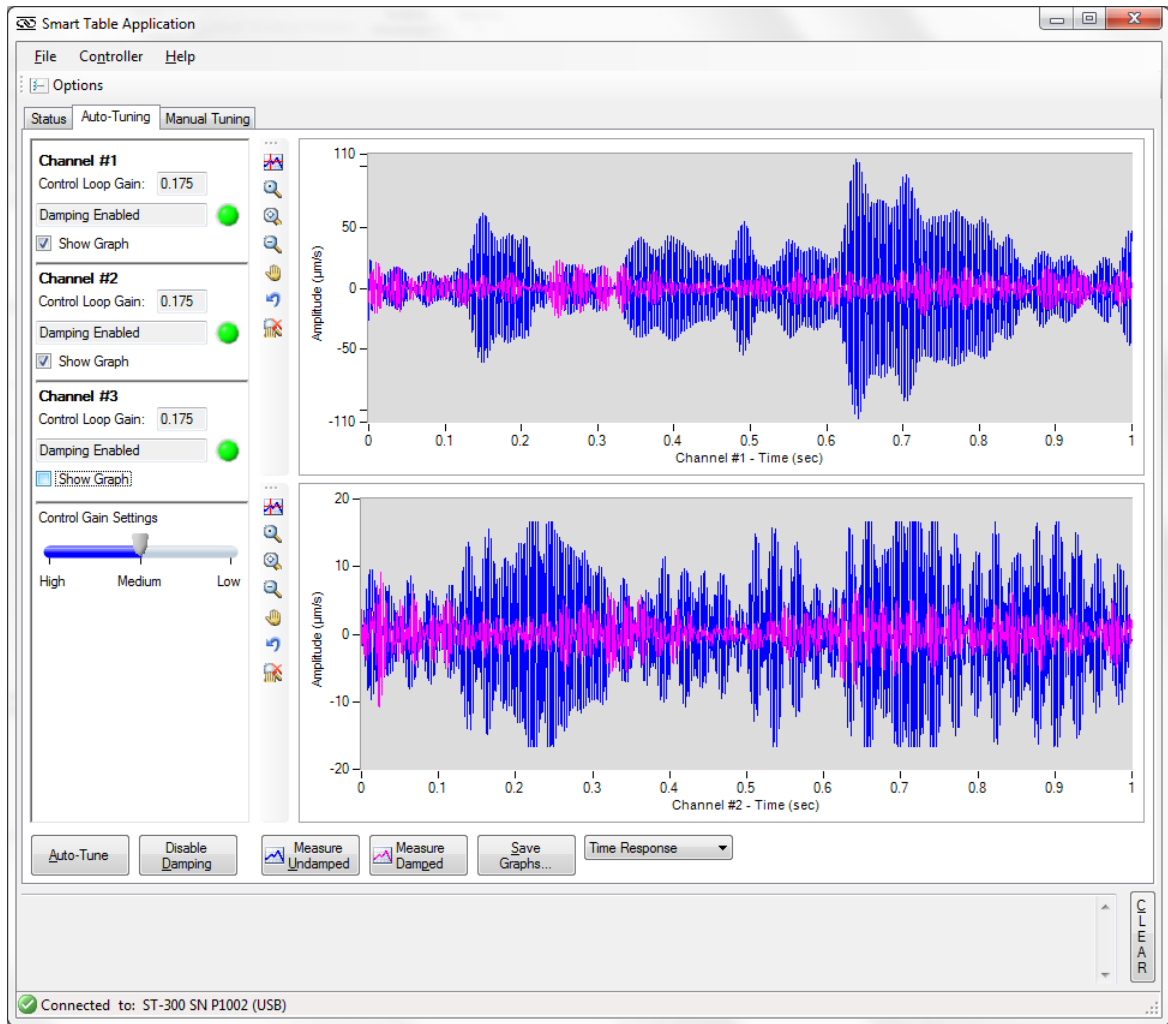 Smart Table Application
File Controller Help
Options
Status Auto-Tuning Manual Tuning
Channel #1
Control Loop Gain: 0.175
Damping Enabled
Show Graph
Channel #2
Control Loop Gain: 0.175
Damping Enabled
Show Graph
Channel #3
Control Loop Gain: 0.175
Damping Enabled
Show Graph
Control Gain Settings
High Medium Low
110
50
0
-50
-110
Amplitude (µm/s)
0 0.1 0.2 0.3 0.4 0.5 0.6 0.7 0.8 0.9 1
Channel #1 - Time (sec)
20
10
0
-10
-20
Amplitude (µm/s)
0 0.1 0.2 0.3 0.4 0.5 0.6 0.7 0.8 0.9 1
Channel #2 - Time (sec)
Auto-Tune
Disable
Damping
Measure
Undamped
Measure
Damped
Save
Graphs...
Time Response
CLEAR
Connected to: ST-300 SN P1002 (USB)